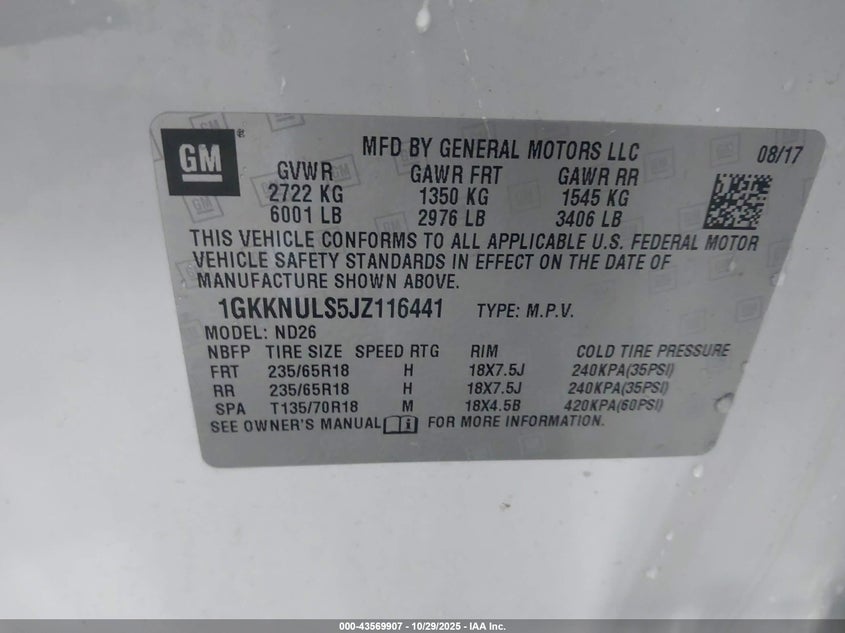 GM
MFD BY GENERAL MOTORS LLC 08/17
GVWR GAWR FRT GAWR RR
2722 KG 1350 KG 1545 KG
6001 LB 2976 LB 3406 LB
THIS VEHICLE CONFORMS TO ALL APPLICABLE U.S. FEDERAL MOTOR
VEHICLE SAFETY STANDARDS IN EFFECT ON THE DATE OF
MANUFACTURE SHOWN ABOVE.
1GKKNULS5JZ116441 TYPE: M.P.V.
MODEL: ND26
NBFP TIRE SIZE SPEED RTG RIM COLD TIRE PRESSURE
FRT 235/65R18 H 18X7.5J 240KPA(35PSI)
RR 235/65R18 H 18X7.5J 240KPA(35PSI)
SPA T135/70R18 M 18X4.5B 420KPA(60PSI)
SEE OWNER'S MANUAL FOR MORE INFORMATION.
000-43569907 - 10/29/2025 - IAA Inc.